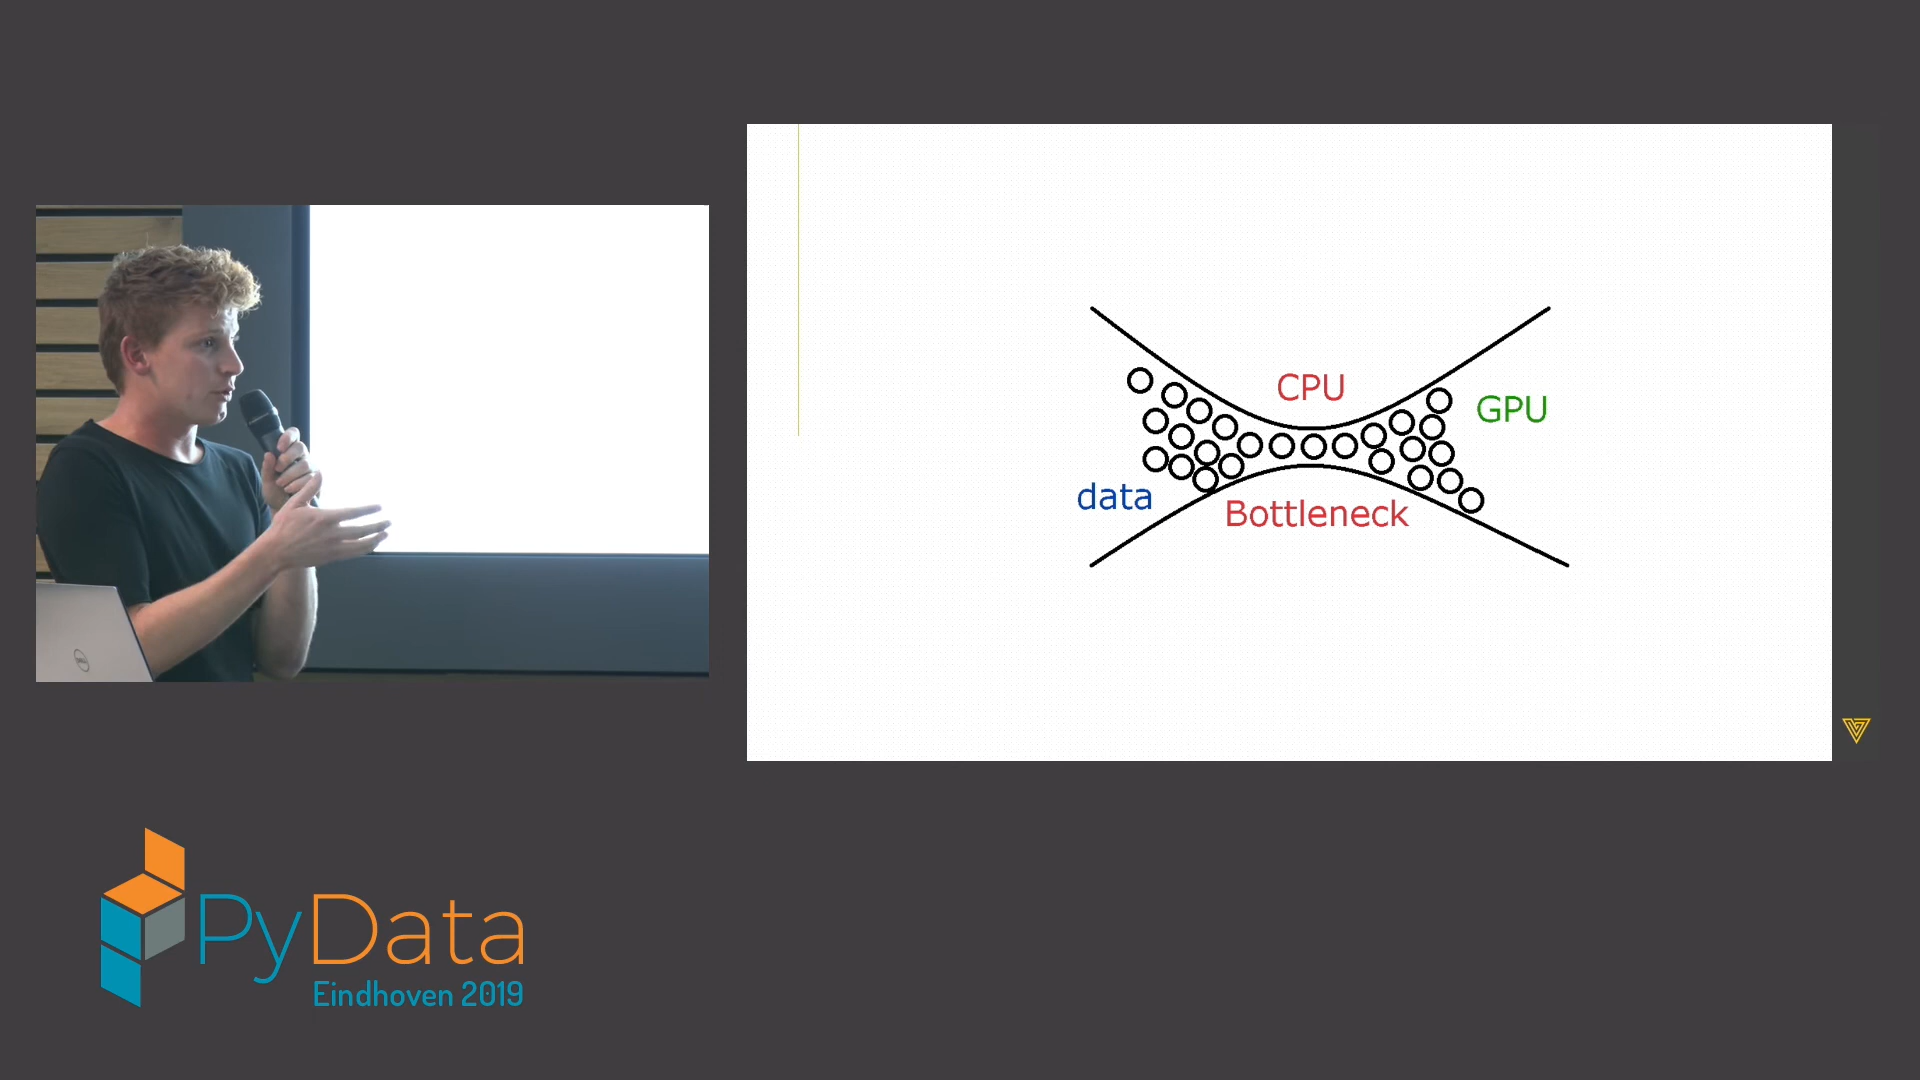 CPU
GPU
data
Bottleneck
PyData
Eindhoven 2019